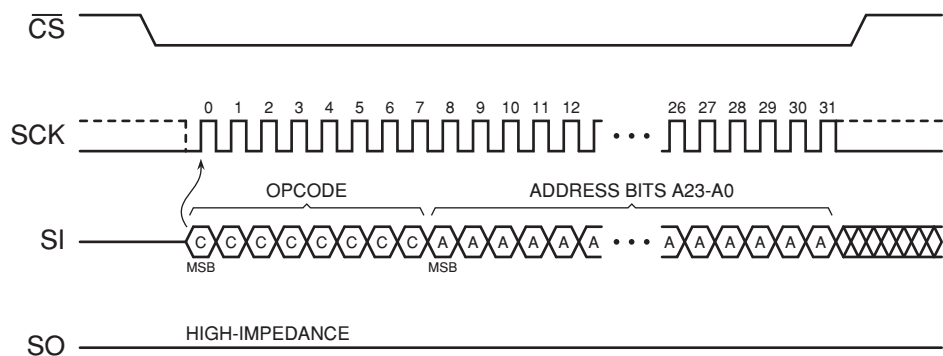 CS
0 1 2 3 4 5 6 7 8 9 10 11 12 26 27 28 29 30 31
SCK
OPCODE ADDRESS BITS A23-A0
SI C C C C C C C C A A A A A A A A A A A A
MSB MSB
HIGH-IMPEDANCE
SO